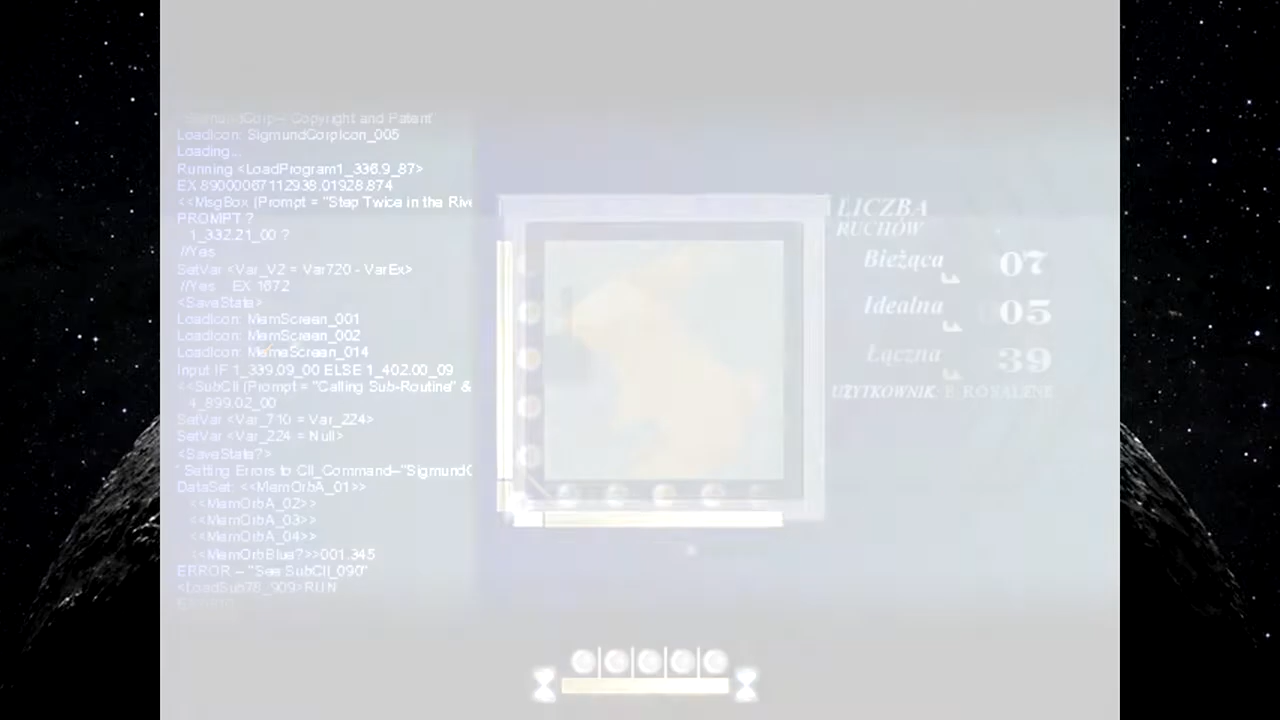 SigmundCorp-- Copyright and Patent'
LoadIcon: SigmundCorpIcon_005
Loading...
Running <LoadProgram1_336.9_87>
EX 89000067112938.01928.874
<<MsgBox (Prompt = "Step Twice in the Rive
PROMPT ?
1_332.21_00 ?
//Yes
SetVar <Var_V2 = Var720 - VarEx>
//Yes EX 1672
<SaveState>
LoadIcon: MemScreen_001
LoadIcon: MemScreen_002
LoadIcon: MemeScreen_014
Input IF 1_339.09_00 ELSE 1_402.00_09
<<SubCli (Prompt = "Calling Sub-Routine" &
4_899.02_00
SetVar <Var_710 = Var_224>
SetVar <Var_224 = Null>
<SaveState?>
' Setting Errors to Cll_Command--"SigmundC
DataSet: <<MemOrbA_01>>
<<MemOrbA_02>>
<<MemOrbA_03>>
<<MemOrbA_04>>
<<MemOrbBlue?>>001.345
ERROR -- "See SubCll_090"
<LoadSub78_909>RUN
LICZBA
RUCHÓW
Bieżąca 07
Idealna 05
Łączna 39
UŻYTKOWNIK: E. ROSALENE